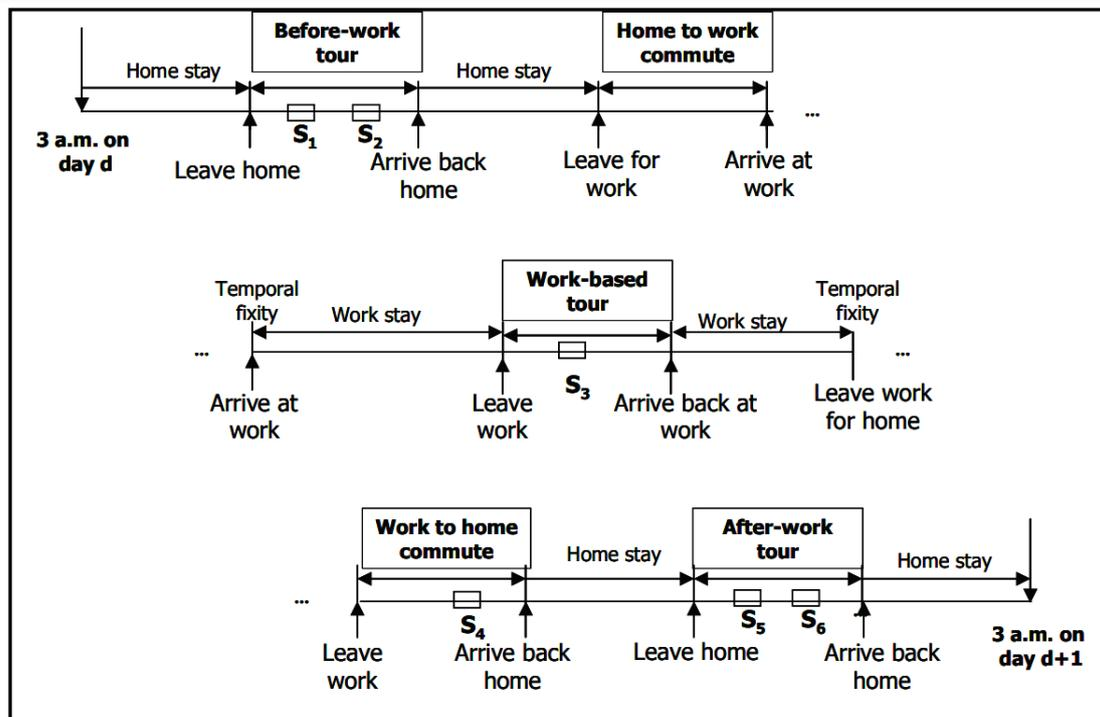 Before-work
tour
Home to work
commute
Home stay
Home stay
...
S1
S2
3 a.m. on
day d
Leave home
Arrive back
home
Leave for
work
Arrive at
work
Work-based
tour
Temporal
fixity
Temporal
fixity
Work stay
Work stay
...
...
S3
Arrive at
work
Leave
work
Arrive back at
work
Leave work
for home
Work to home
commute
After-work
tour
Home stay
Home stay
...
S4
S5
S6
...
Leave
work
Arrive back
home
Leave home
Arrive back
home
3 a.m. on
day d+1